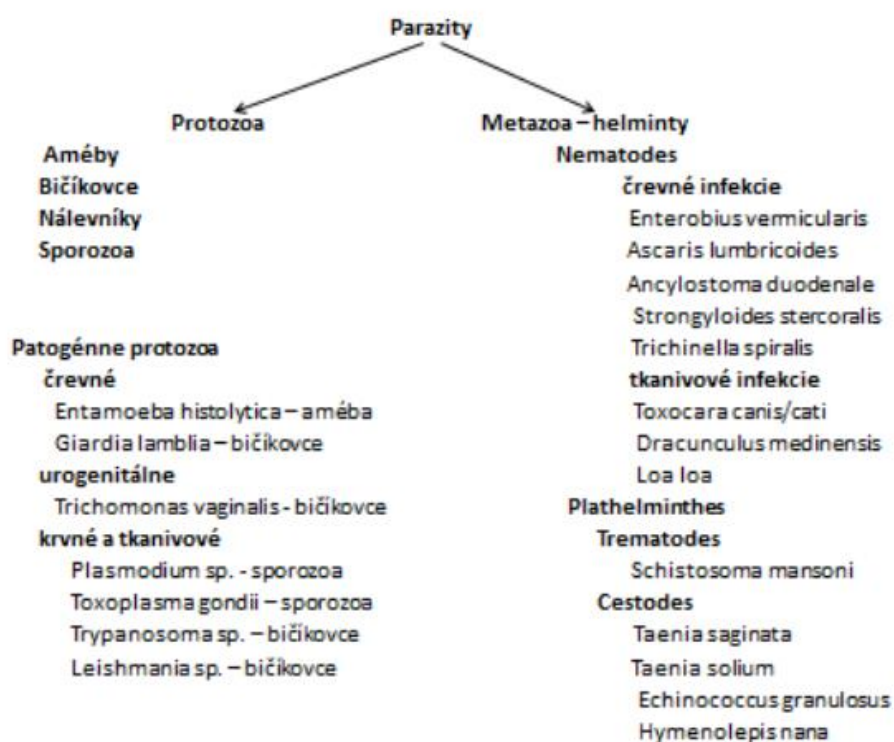 Parazity
Protozoa
Améby
Bičíkovce
Nálevníky
Sporozoa
Patogénne protozoa
črevné
Entamoeba histolytica – améba
Giardia lamblia – bičíkovce
urogenitálne
Trichomonas vaginalis - bičíkovce
krvné a tkanivové
Plasmodium sp. - sporozoa
Toxoplasma gondii – sporozoa
Trypanosoma sp. – bičíkovce
Leishmania sp. – bičíkovce
Metazoa – helminty
Nematodes
črevné infekcie
Enterobius vermicularis
Ascaris lumbricoides
Ancylostoma duodenale
Strongyloides stercoralis
Trichinella spiralis
tkanivové infekcie
Toxocara canis/cati
Dracunculus medinensis
Loa loa
Plathelminthes
Trematodes
Schistosoma mansoni
Cestodes
Taenia saginata
Taenia solium
Echinococcus granulosus
Hymenolepis nana